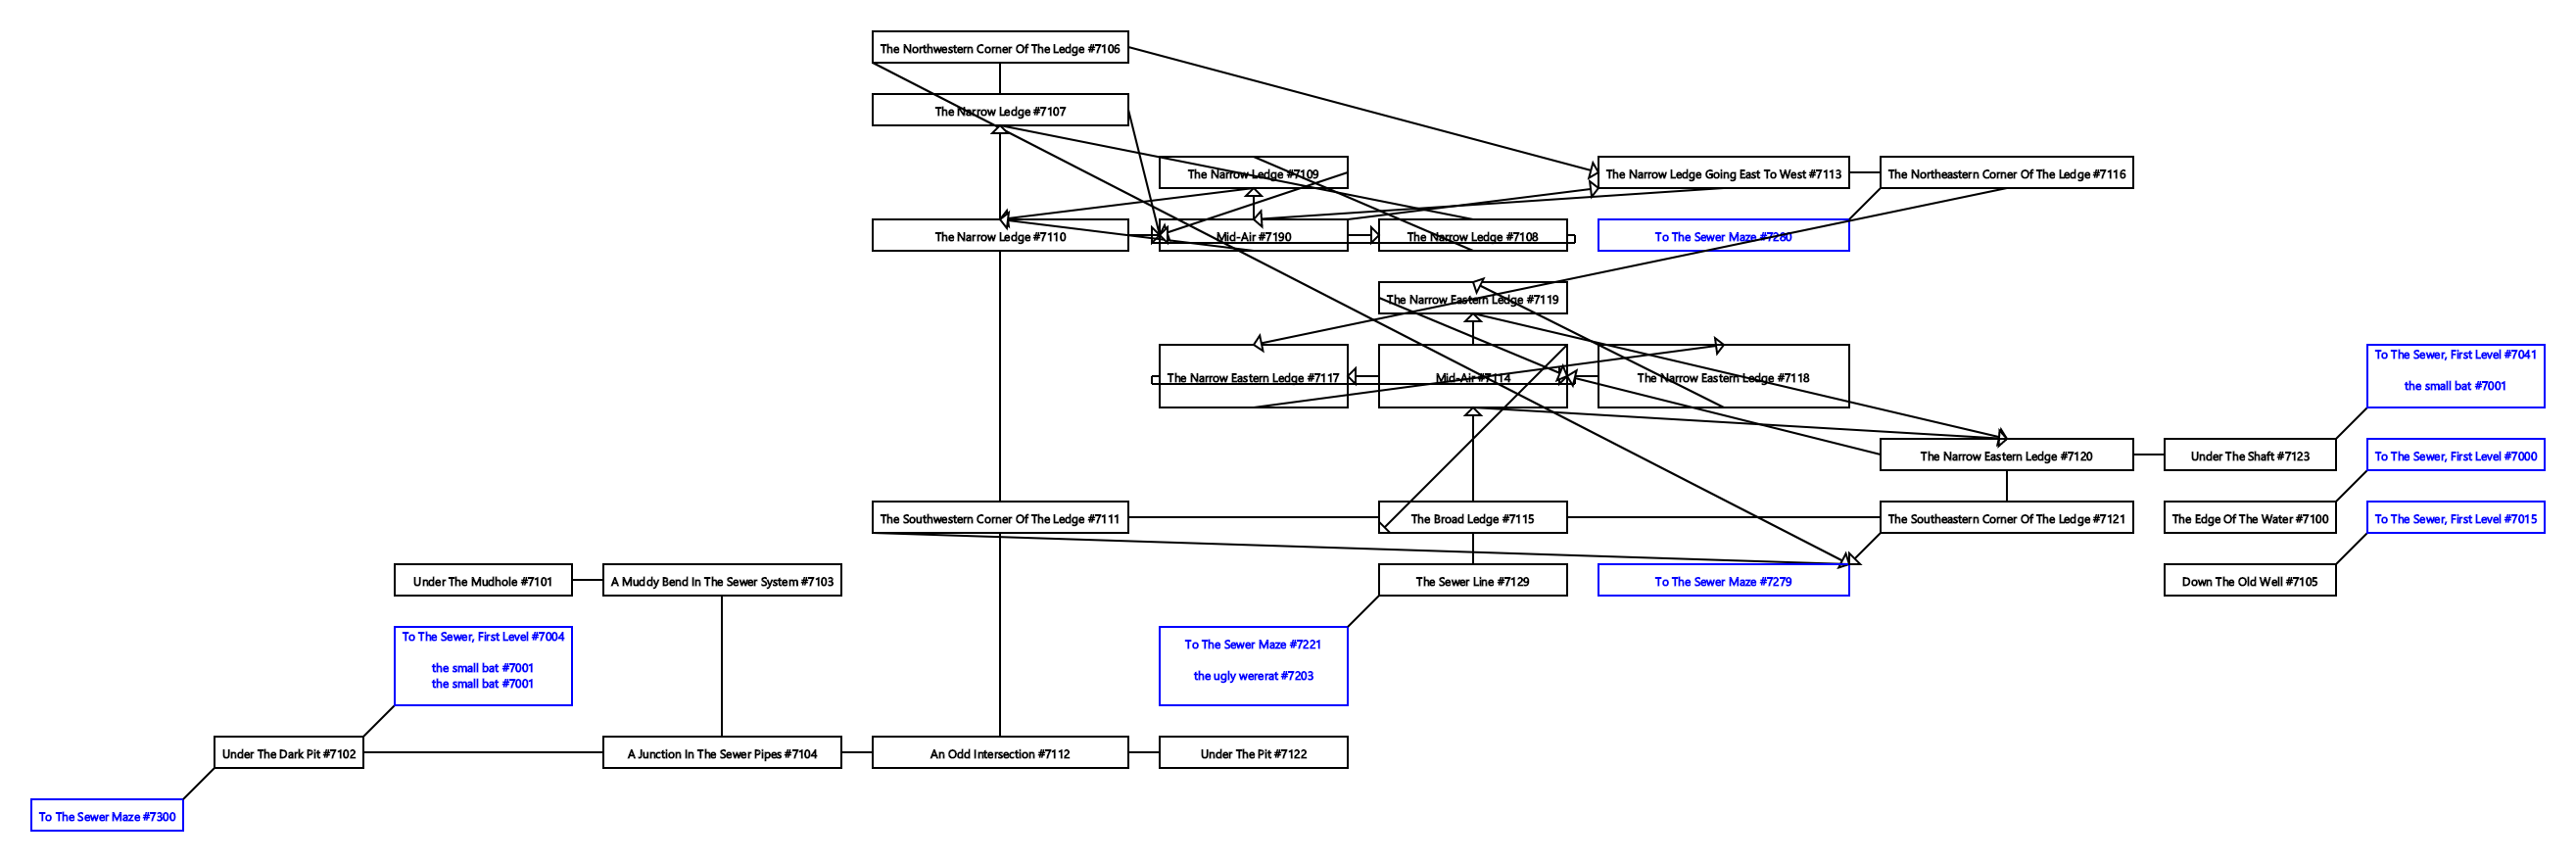 The Northwestern Corner Of The Ledge #7106
The Narrow Ledge #7107
The Narrow Ledge #7109
The Narrow Ledge Going East To West #7113
The Northeastern Corner Of The Ledge #7116
The Narrow Ledge #7110
Mid-Air #7190
The Narrow Ledge #7108
To The Sewer Maze #7280
The Narrow Eastern Ledge #7119
The Narrow Eastern Ledge #7117
Mid-Air #7114
The Narrow Eastern Ledge #7118
To The Sewer, First Level #7041
the small bat #7001
The Narrow Eastern Ledge #7120
Under The Shaft #7123
To The Sewer, First Level #7000
The Southwestern Corner Of The Ledge #7111
The Broad Ledge #7115
The Southeastern Corner Of The Ledge #7121
The Edge Of The Water #7100
To The Sewer, First Level #7015
Under The Mudhole #7101
A Muddy Bend In The Sewer System #7103
The Sewer Line #7129
To The Sewer Maze #7279
Down The Old Well #7105
To The Sewer, First Level #7004
the small bat #7001
the small bat #7001
To The Sewer Maze #7221
the ugly wererat #7203
Under The Dark Pit #7102
A Junction In The Sewer Pipes #7104
An Odd Intersection #7112
Under The Pit #7122
To The Sewer Maze #7300